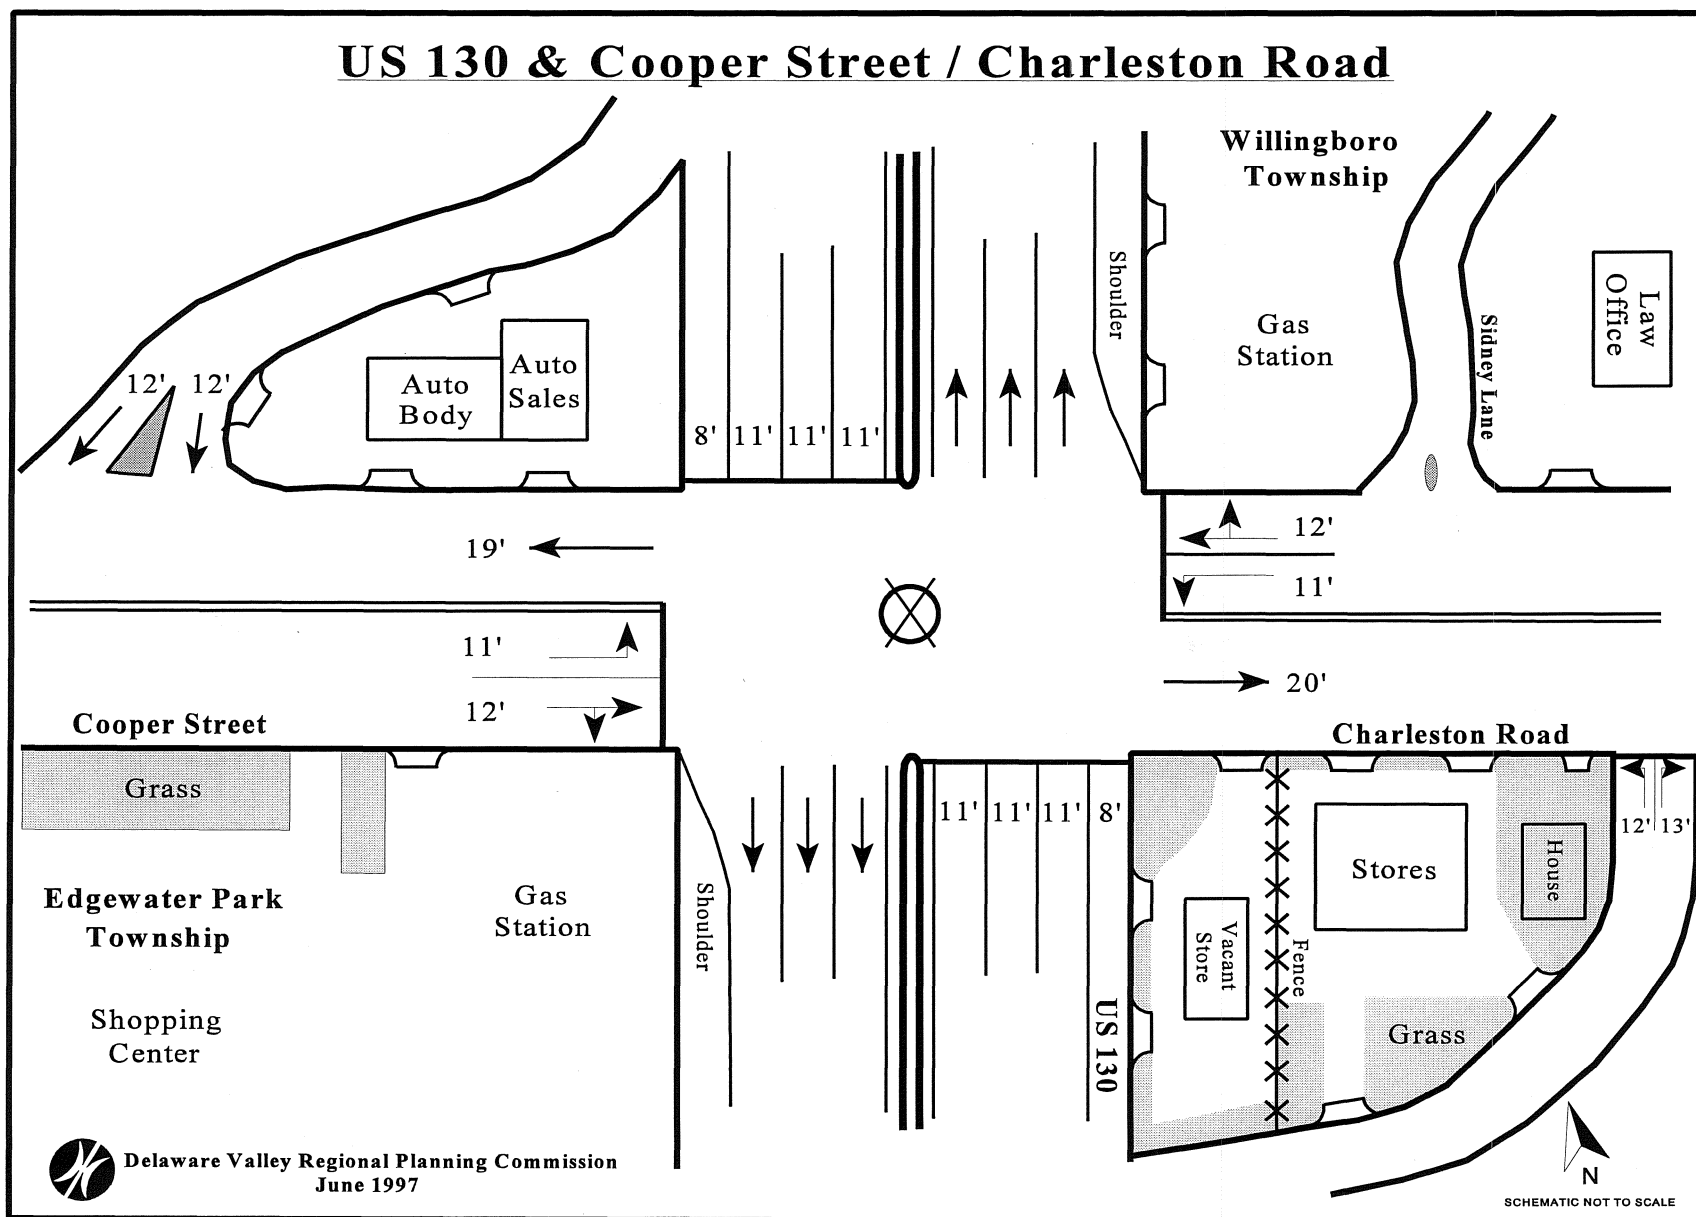 US 130 & Cooper Street / Charleston Road
Willingboro
Township
Shoulder
Gas
Station
Sidney Lane
Law
Office
12' 12'
Auto
Body
Auto
Sales
8' 11' 11' 11'
19'
12'
11'
11'
12'
20'
Cooper Street
Charleston Road
Grass
11' 11' 11' 8'
12' 13'
Edgewater Park
Township
Gas
Station
Shoulder
Stores
House
Vacant
Store
Fence
US 130
Grass
Shopping
Center
Delaware Valley Regional Planning Commission
June 1997
N
SCHEMATIC NOT TO SCALE